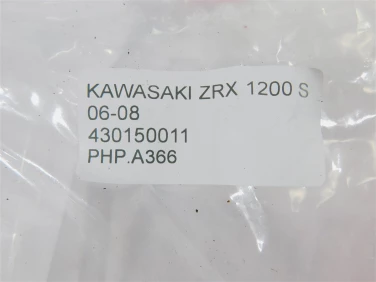 KAWASAKI ZRX 1200 S
06-08
430150011
PHP.A366